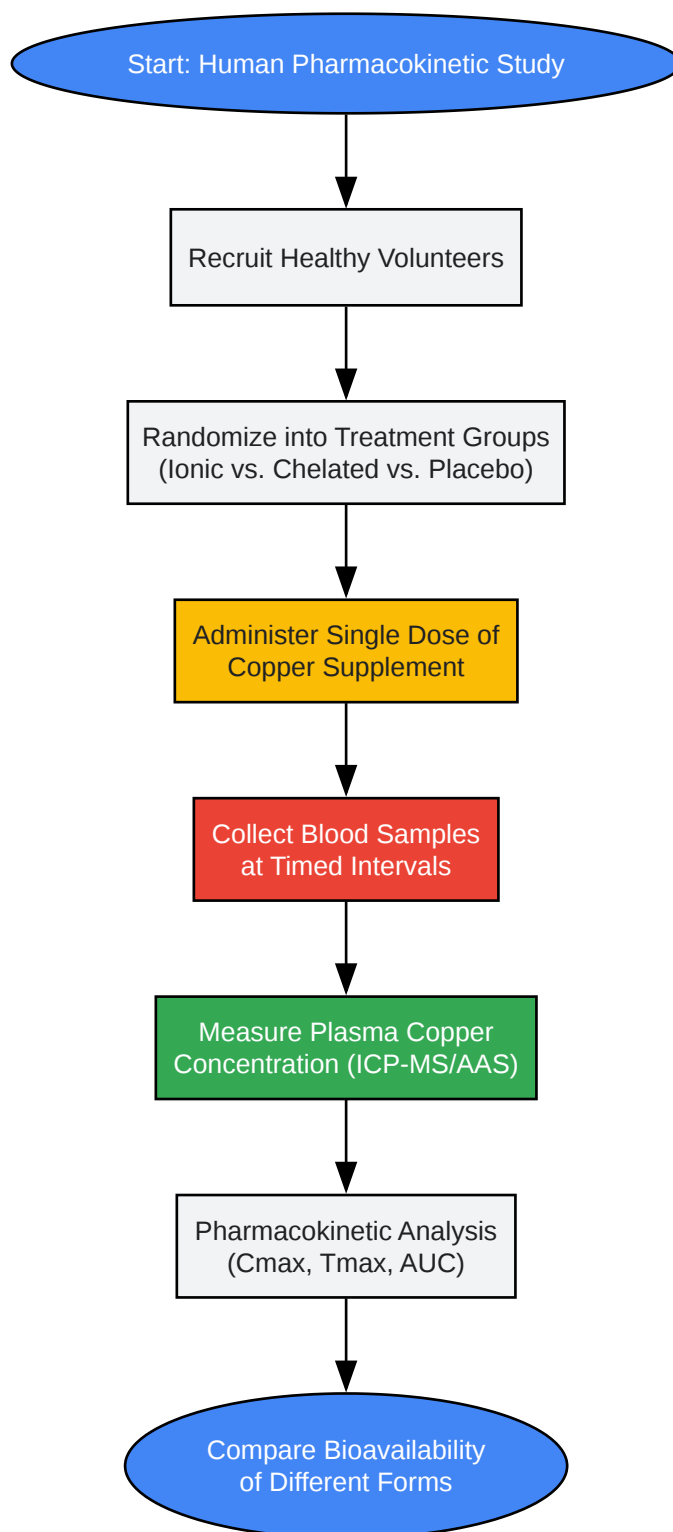 Start: Human Pharmacokinetic Study
Recruit Healthy Volunteers
Randomize into Treatment Groups
(Ionic vs. Chelated vs. Placebo)
Administer Single Dose of
Copper Supplement
Collect Blood Samples
at Timed Intervals
Measure Plasma Copper
Concentration (ICP-MS/AAS)
Pharmacokinetic Analysis
(Cmax, Tmax, AUC)
Compare Bioavailability
of Different Forms